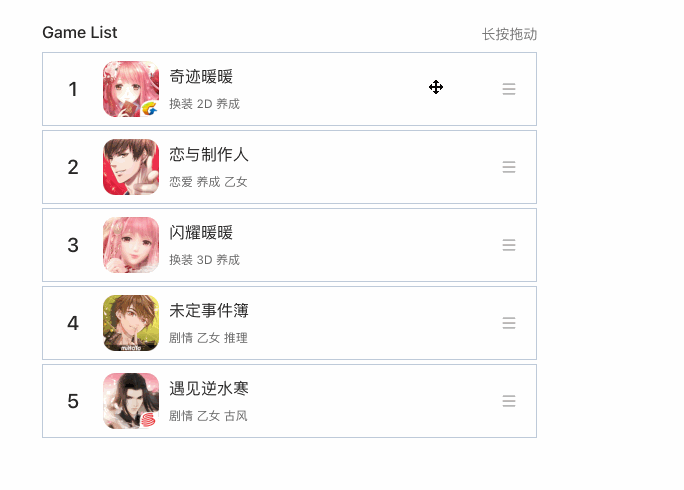 Game List
长按拖动
1
奇迹暖暖
换装 2D 养成
2
恋与制作人
恋爱 养成 乙女
3
闪耀暖暖
换装 3D 养成
4
未定事件簿
剧情 乙女 推理
miHoYo
5
遇见逆水寒
剧情 乙女 古风